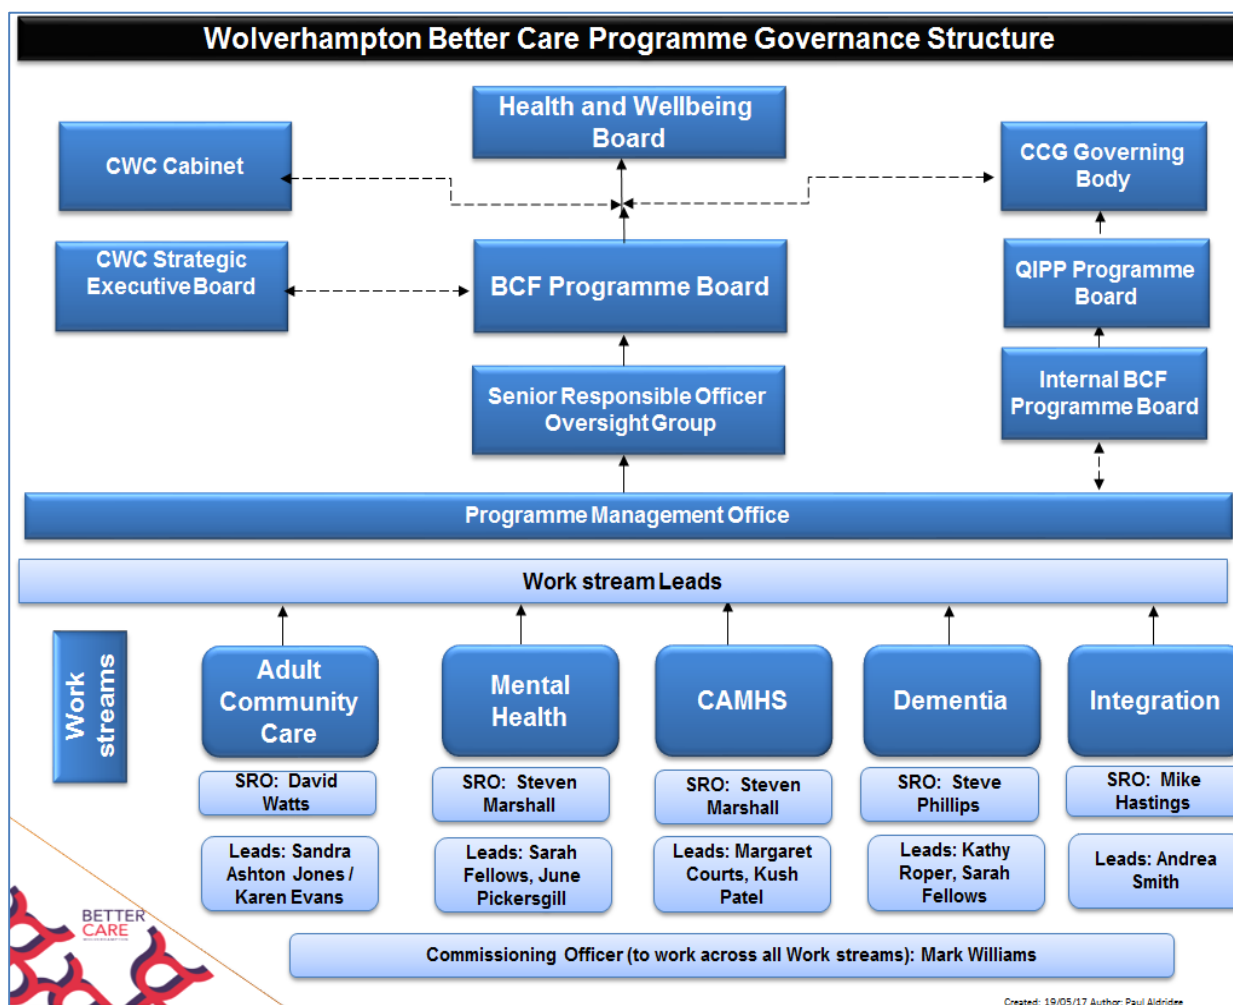 Wolverhampton Better Care Programme Governance Structure
Health and Wellbeing
Board
CWC Cabinet
CCG Governing
Body
CWC Strategic
Executive Board
BCF Programme Board
QIPP Programme
Board
Senior Responsible Officer
Oversight Group
Internal BCF
Programme Board
Programme Management Office
Work stream Leads
Work
streams
Adult
Community
Care
Mental
Health
CAMHS
Dementia
Integration
SRO: David
Watts
SRO: Steven
Marshall
SRO: Steven
Marshall
SRO: Steve
Phillips
SRO: Mike
Hastings
Leads: Sandra
Ashton Jones /
Karen Evans
Leads: Sarah
Fellows, June
Pickersgill
Leads: Margaret
Courts, Kush
Patel
Leads: Kathy
Roper, Sarah
Fellows
Leads: Andrea
Smith
BETTER
CARE
WOLVERHAMPTON
Commissioning Officer (to work across all Work streams): Mark Williams
Created: 19/05/17 Author: Paul Aldridge